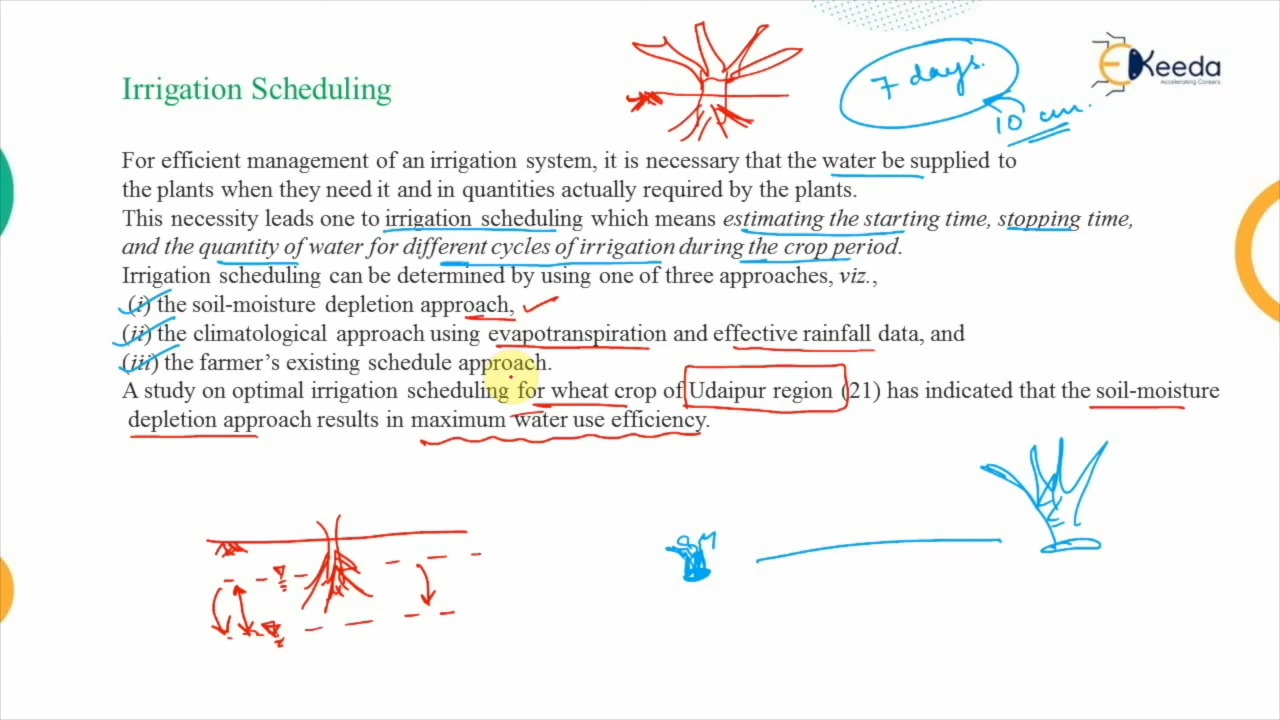 Irrigation Scheduling
7 days.
10 cm.
EKeeda
Accelerating Careers
For efficient management of an irrigation system, it is necessary that the water be supplied to
the plants when they need it and in quantities actually required by the plants.
This necessity leads one to irrigation scheduling which means estimating the starting time, stopping time,
and the quantity of water for different cycles of irrigation during the crop period.
Irrigation scheduling can be determined by using one of three approaches, viz.,
(i) the soil-moisture depletion approach,
(ii) the climatological approach using evapotranspiration and effective rainfall data, and
(iii) the farmer’s existing schedule approach.
A study on optimal irrigation scheduling for wheat crop of Udaipur region (21) has indicated that the soil-moisture
depletion approach results in maximum water use efficiency.